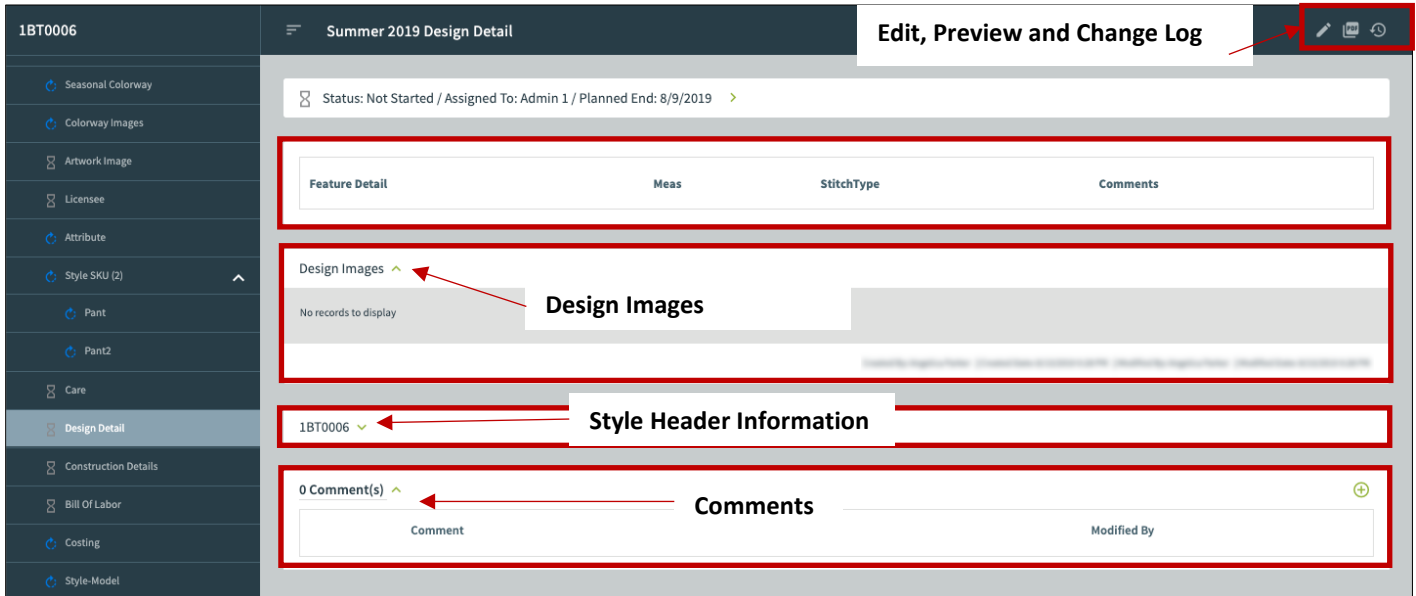 1BT0006
Summer 2019 Design Detail
Edit, Preview and Change Log
PDF
Seasonal Colorway
Colorway Images
Artwork Image
Licensee
Attribute
Style SKU (2)
Pant
Pant2
Care
Design Detail
Construction Details
Bill Of Labor
Costing
Style-Model
Status: Not Started / Assigned To: Admin 1 / Planned End: 8/9/2019
Feature Detail Meas StitchType Comments
Design Images
Design Images
No records to display
1BT0006
Style Header Information
0 Comment(s)
Comments
Comment Modified By